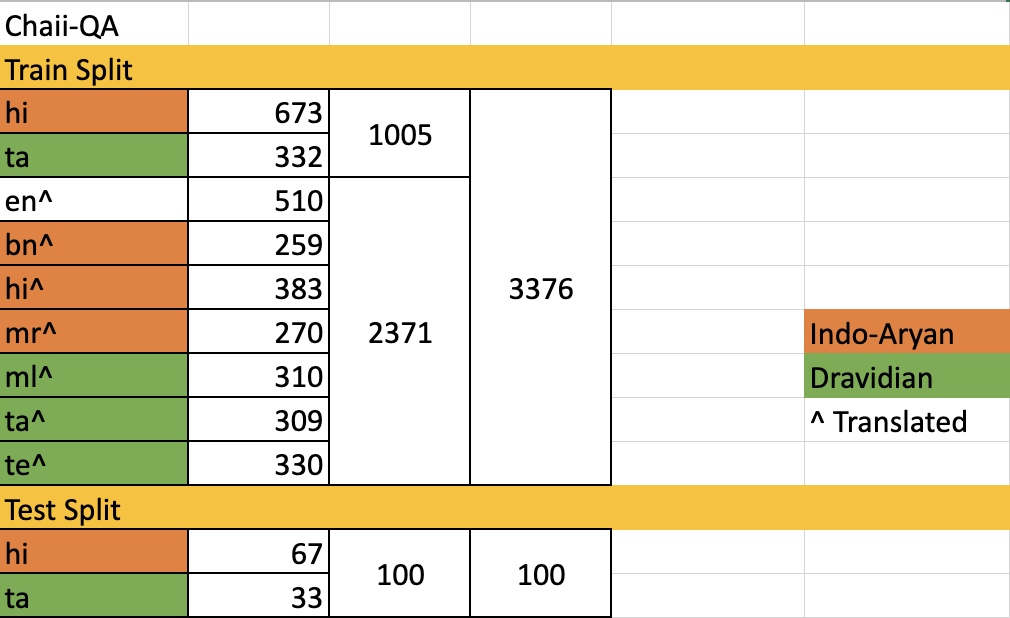 Chaii-QA
Train Split
hi 673 1005
ta 332
en^ 510
bn^ 259
hi^ 383 3376
mr^ 270 2371 Indo-Aryan
ml^ 310 Dravidian
ta^ 309 ^ Translated
te^ 330
Test Split
hi 67 100 100
ta 33